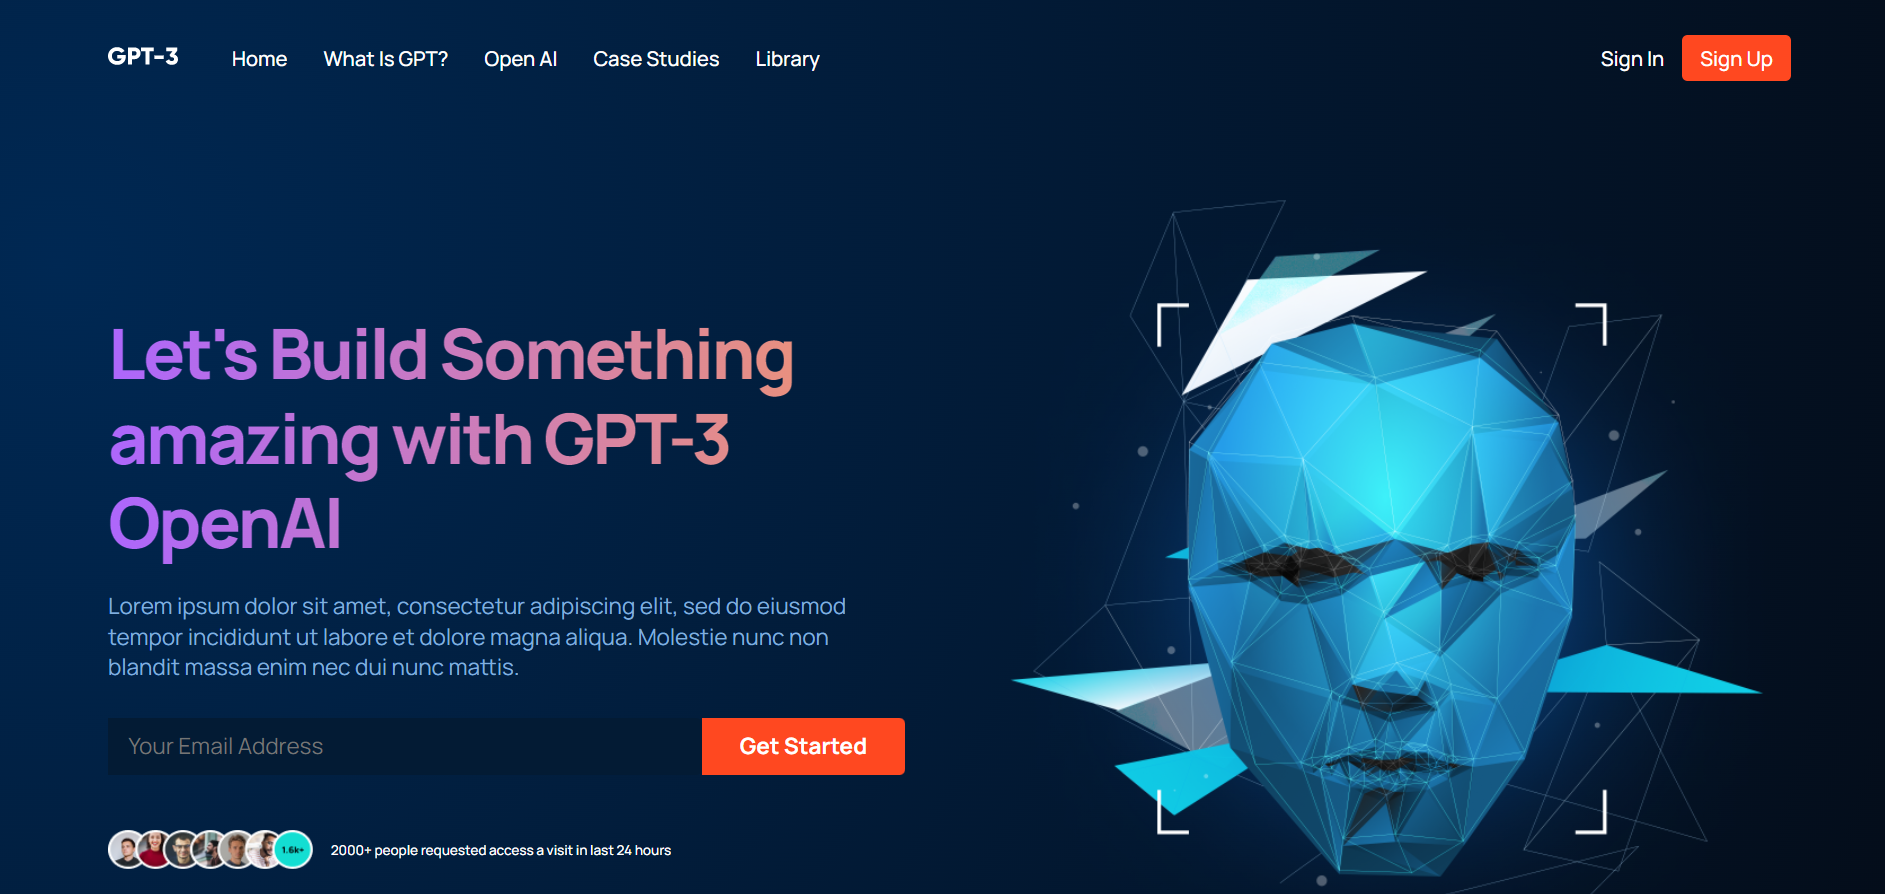 GPT-3
Home What Is GPT? Open AI Case Studies Library
Sign In Sign Up
Let's Build Something
amazing with GPT-3
OpenAI
Lorem ipsum dolor sit amet, consectetur adipiscing elit, sed do eiusmod
tempor incididunt ut labore et dolore magna aliqua. Molestie nunc non
blandit massa enim nec dui nunc mattis.
Your Email Address
Get Started
1.6k+
2000+ people requested access a visit in last 24 hours